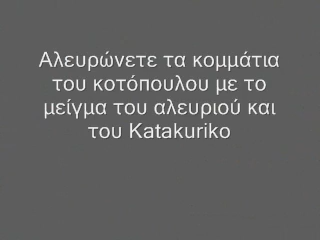 Αλευρώνετε τα κομμάτια
του κοτόπουλου με το
μείγμα του αλευριού και
του Katakuriko